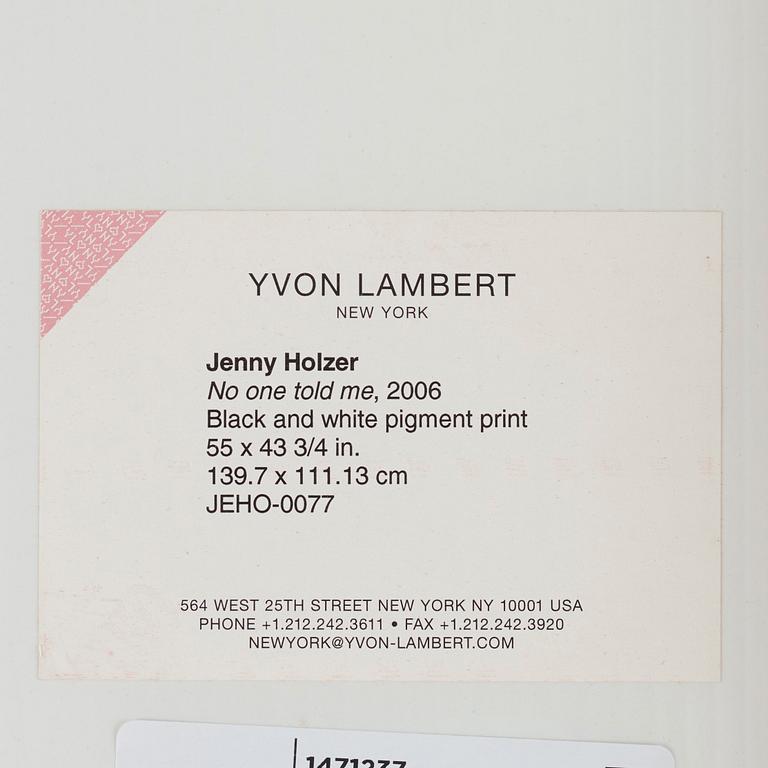 YVON LAMBERT
NEW YORK
Jenny Holzer
No one told me, 2006
Black and white pigment print
55 x 43 3/4 in.
139.7 x 111.13 cm
JEHO-0077
564 WEST 25TH STREET NEW YORK NY 10001 USA
PHONE +1.212.242.3611 • FAX +1.212.242.3920
NEWYORK@YVON-LAMBERT.COM
1471237